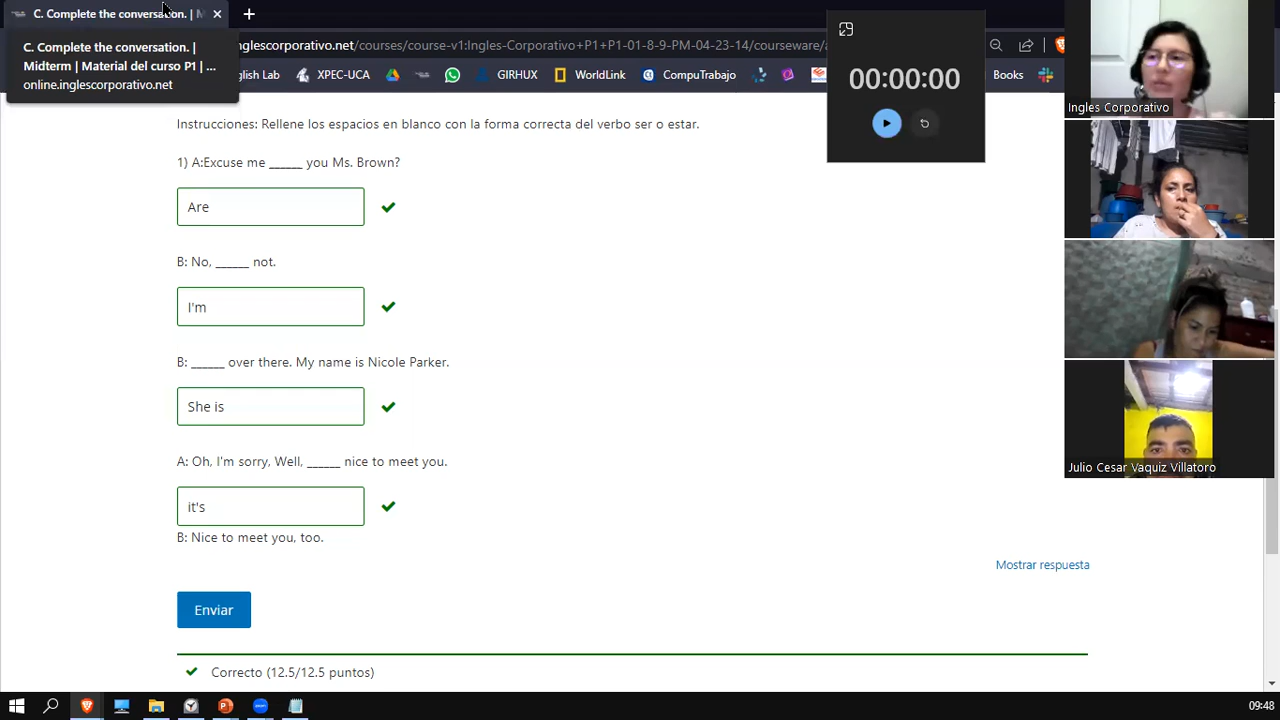 C. Complete the conversation. | M
C. Complete the conversation. |
Midterm | Material del curso P1 | ...
online.inglescorporativo.net
nglescorporativo.net/courses/course-v1:Ingles-Corporativo+P1+P1-01-8-9-PM-04-23-14/courseware/
glish Lab
XPEC-UCA
GIRHUX
WorldLink
CompuTrabajo
Books
00:00:00
Ingles Corporativo
Julio Cesar Vaquiz Villatoro
Instrucciones: Rellene los espacios en blanco con la forma correcta del verbo ser o estar.
1) A:Excuse me ______ you Ms. Brown?
Are
B: No, ______ not.
I'm
B: ______ over there. My name is Nicole Parker.
She is
A: Oh, I'm sorry, Well, ______ nice to meet you.
it's
B: Nice to meet you, too.
Mostrar respuesta
Enviar
Correcto (12.5/12.5 puntos)
09:48